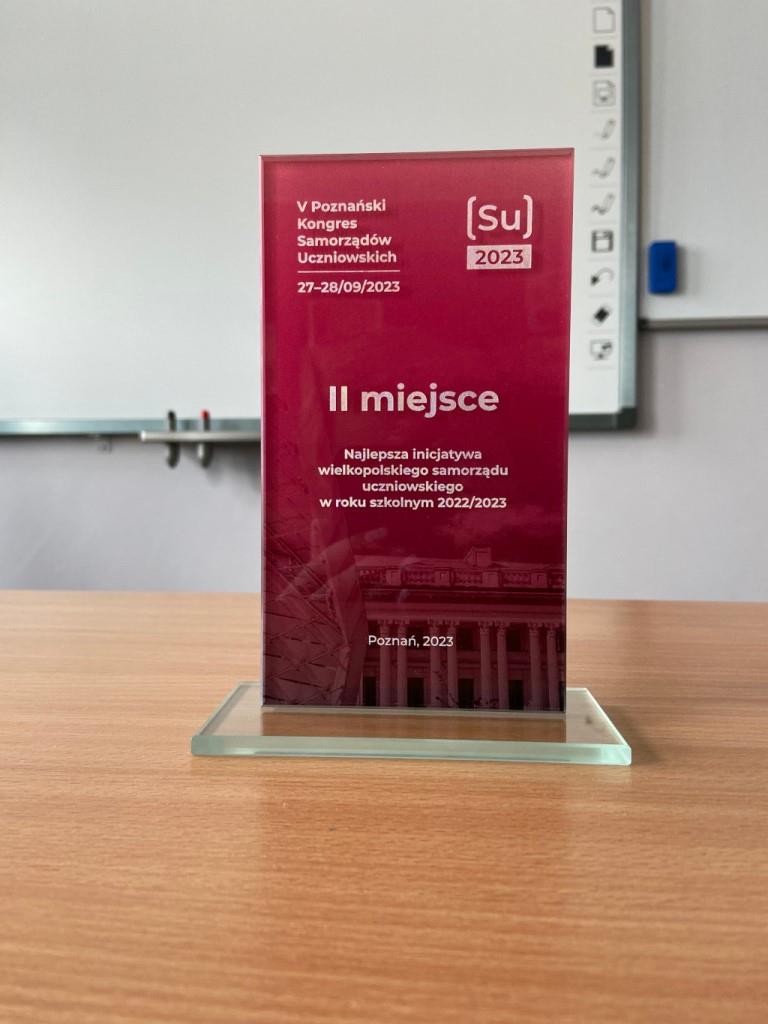 V Poznański
Kongres
Samorządów
Uczniowskich
27–28/09/2023
(Su)
2023
II miejsce
Najlepsza inicjatywa
wielkopolskiego samorządu
uczniowskiego
w roku szkolnym 2022/2023
Poznań, 2023